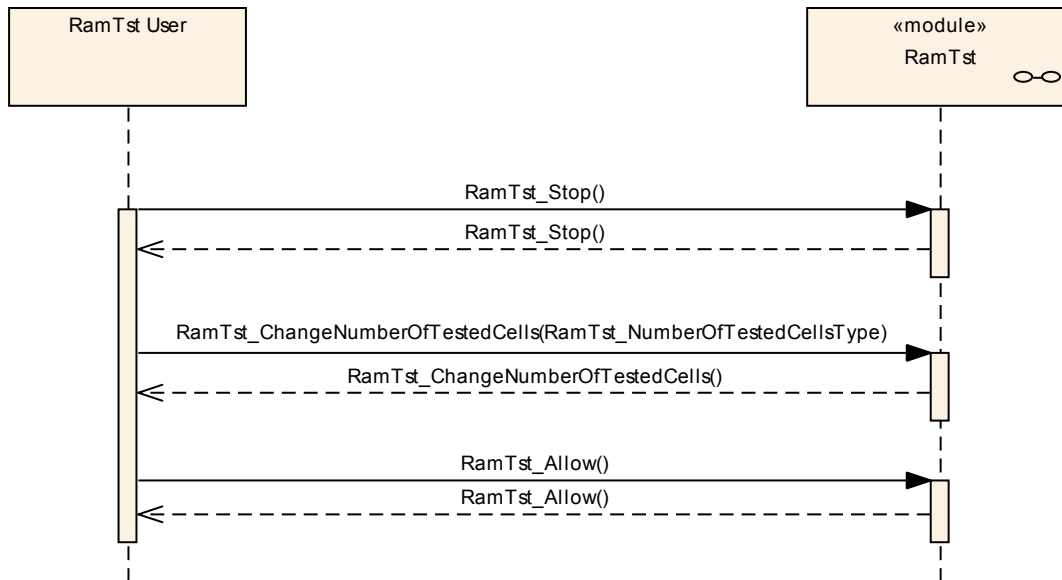 RamTst User
«module»
RamTst
RamTst_Stop()
RamTst_Stop()
RamTst_ChangeNumberOfTestedCells(RamTst_NumberOfTestedCellsType)
RamTst_ChangeNumberOfTestedCells()
RamTst_Allow()
RamTst_Allow()